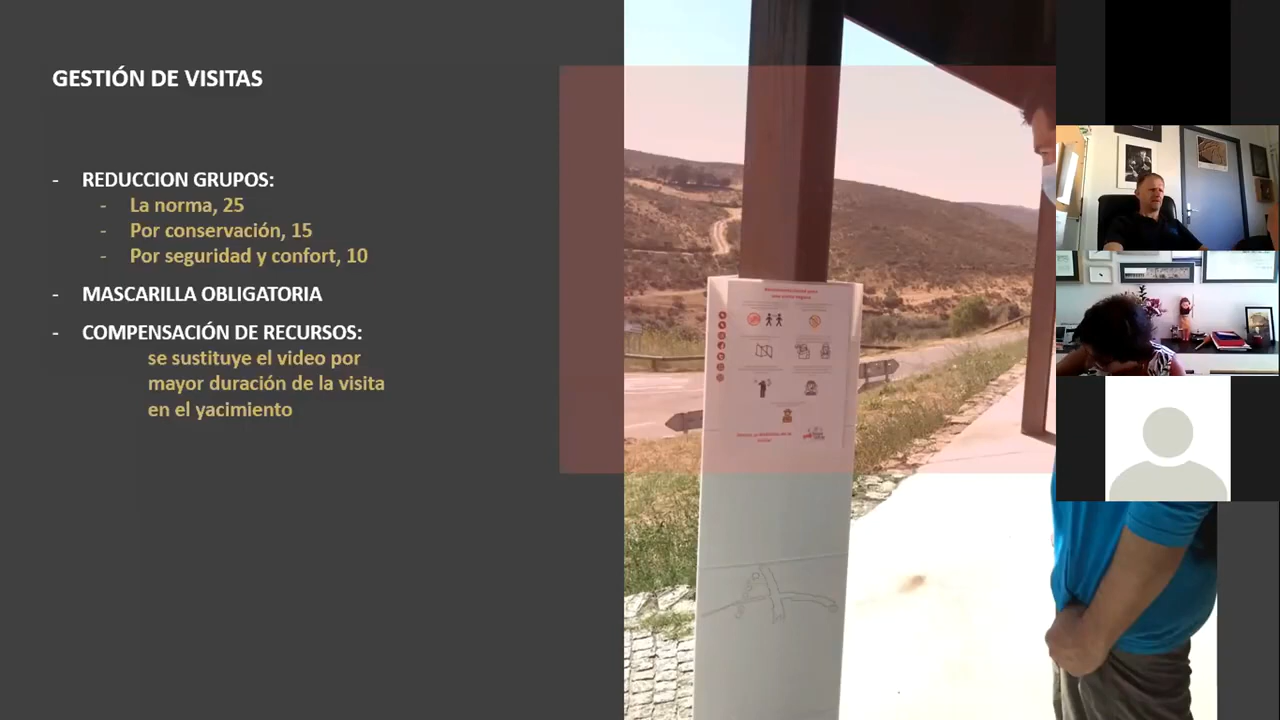 GESTIÓN DE VISITAS
- REDUCCION GRUPOS:
- La norma, 25
- Por conservación, 15
- Por seguridad y confort, 10
- MASCARILLA OBLIGATORIA
- COMPENSACIÓN DE RECURSOS:
se sustituye el video por
mayor duración de la visita
en el yacimiento